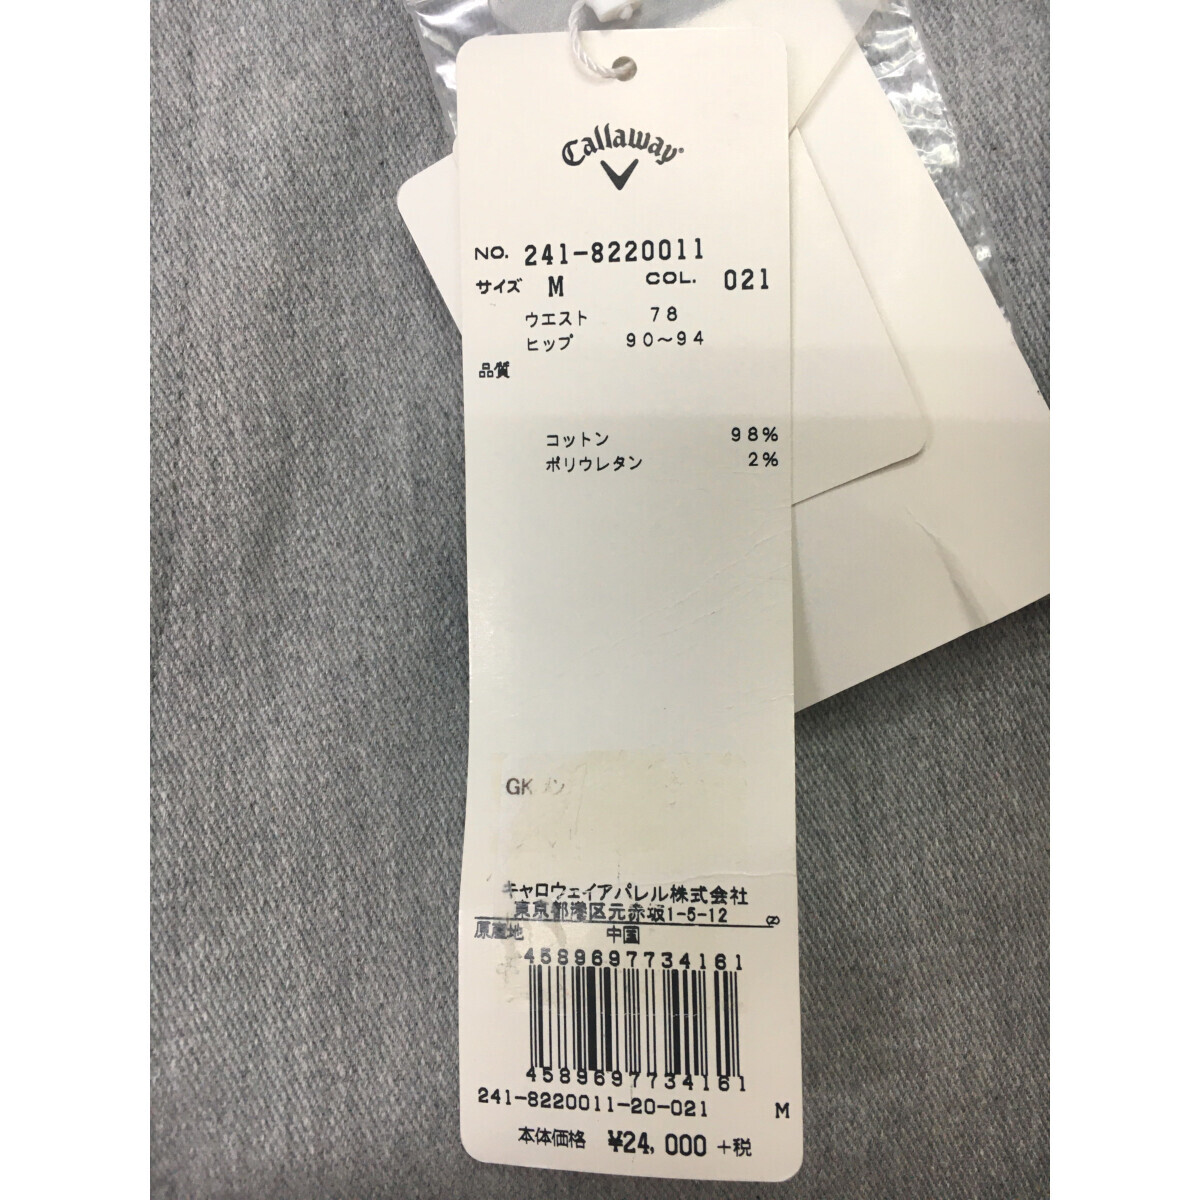 Callaway
NO. 241-8220011
サイズ M COL. 021
ウエスト 78
ヒップ 90~94
品質
コットン 98%
ポリウレタン 2%
GK
キャロウェイアパレル株式会社
東京都港区元赤坂1-5-12
原産地 中国
4589697734161
4589697734161
241-8220011-20-021 M
本体価格 ¥24,000 +税